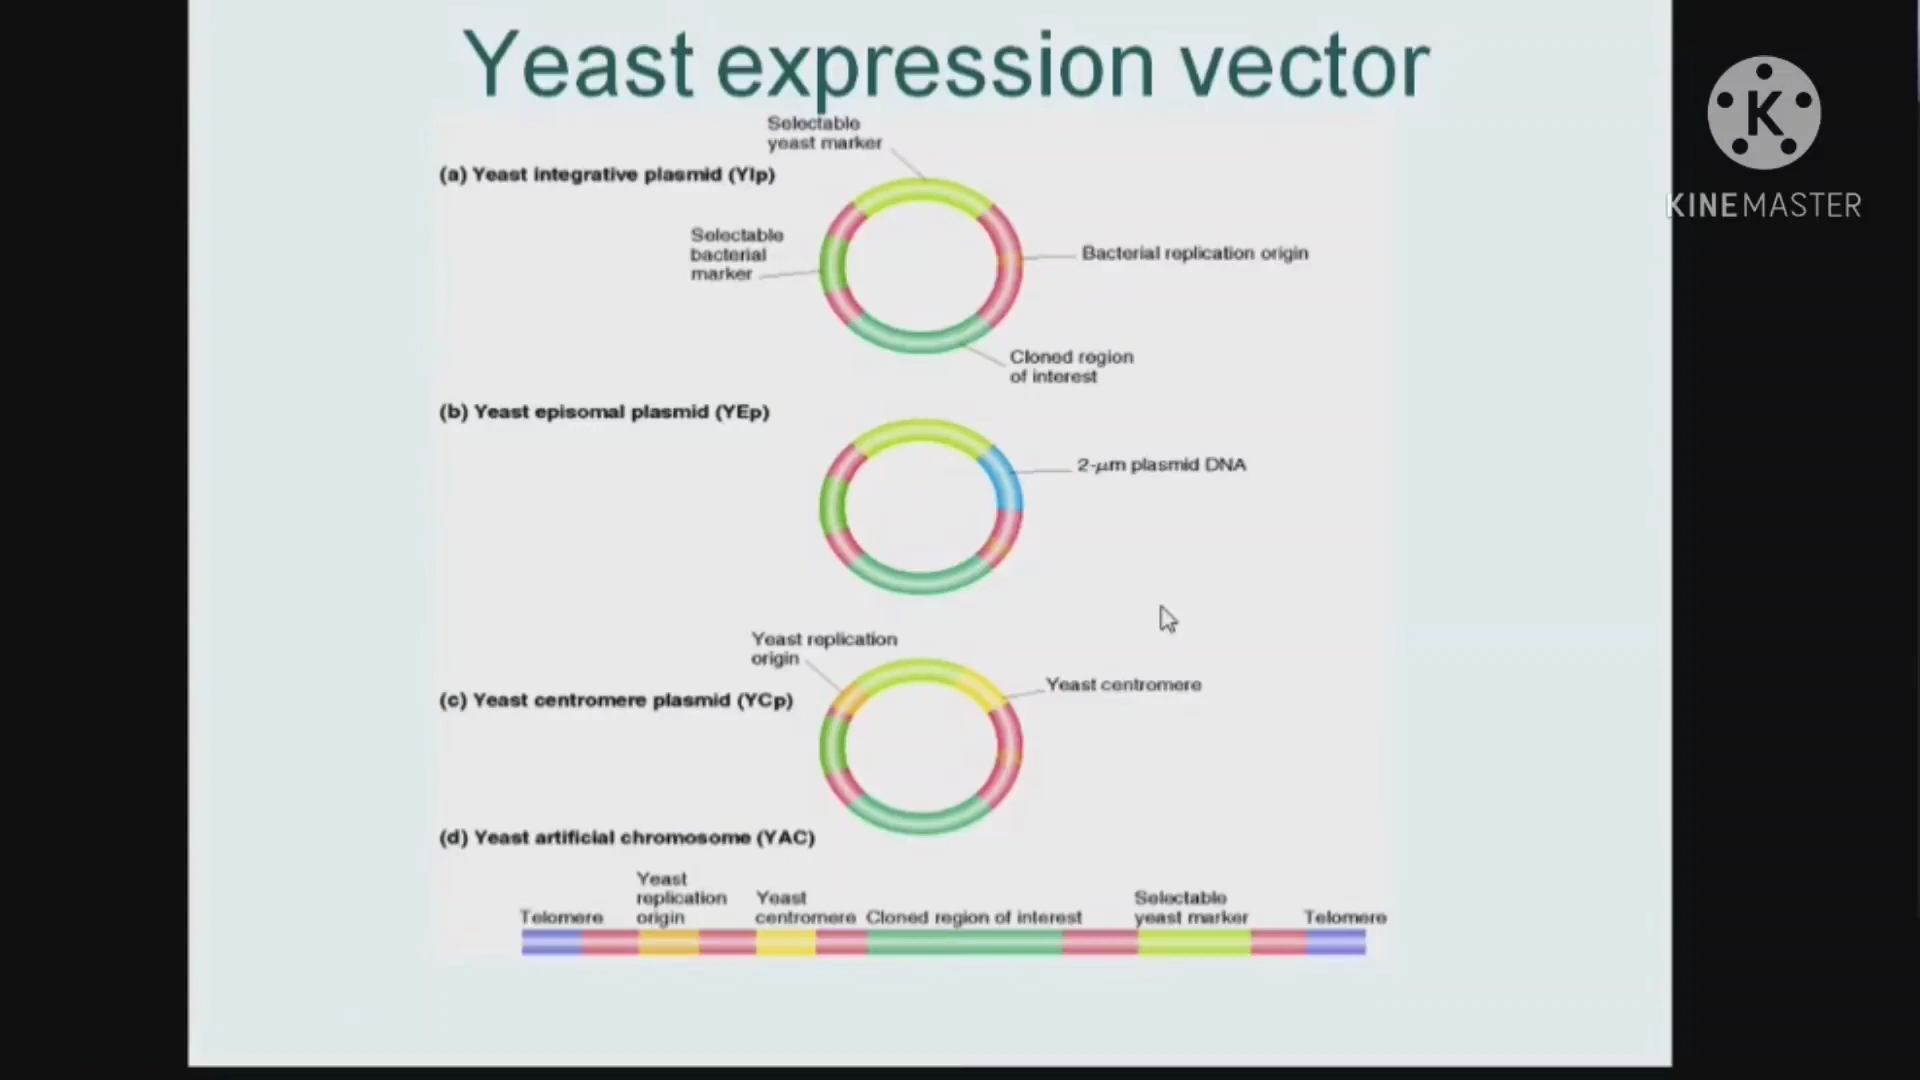 Yeast expression vector
Selectable
yeast marker
(a) Yeast integrative plasmid (YIp)
Selectable
bacterial
marker
Bacterial replication origin
Cloned region
of interest
(b) Yeast episomal plasmid (YEp)
2-μm plasmid DNA
Yeast replication
origin
Yeast centromere
(c) Yeast centromere plasmid (YCp)
(d) Yeast artificial chromosome (YAC)
Telomere
Yeast
replication
origin
Yeast
centromere
Cloned region of interest
Selectable
yeast marker
Telomere
K
KINEMASTER